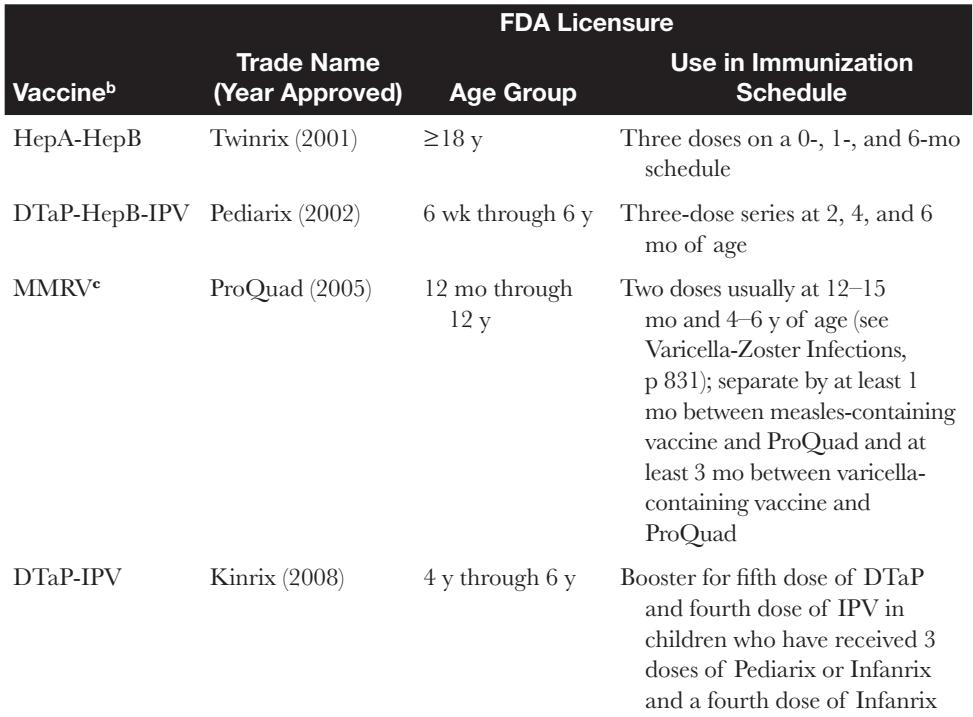 FDA Licensure
Vaccineᵇ Trade Name (Year Approved) Age Group Use in Immunization Schedule
HepA-HepB Twinrix (2001) ≥18 y Three doses on a 0-, 1-, and 6-mo
schedule
DTaP-HepB-IPV Pediarix (2002) 6 wk through 6 y Three-dose series at 2, 4, and 6
mo of age
MMRVᶜ ProQuad (2005) 12 mo through Two doses usually at 12–15
12 y mo and 4–6 y of age (see
Varicella-Zoster Infections,
p 831); separate by at least 1
mo between measles-containing
vaccine and ProQuad and at
least 3 mo between varicella-
containing vaccine and
ProQuad
DTaP-IPV Kinrix (2008) 4 y through 6 y Booster for fifth dose of DTaP
and fourth dose of IPV in
children who have received 3
doses of Pediarix or Infanrix
and a fourth dose of Infanrix